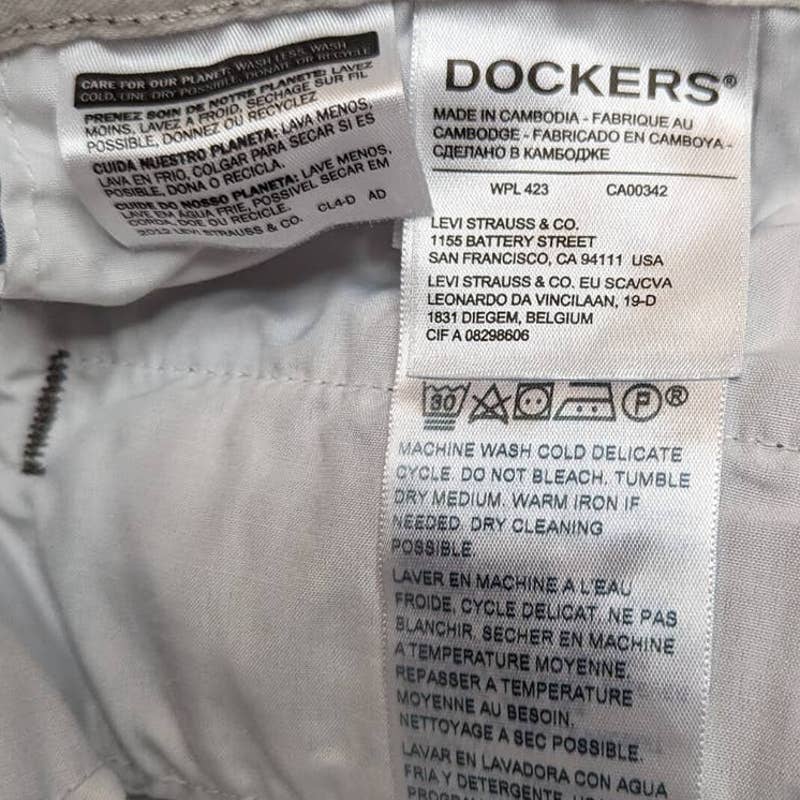 CARE FOR OUR PLANET: WASH LESS, WASH
COLD, LINE DRY POSSIBLE, DONATE OR RECYCLE
PRENEZ SOIN DE NOTRE PLANETE: LAVEZ
MOINS, LAVEZ A FROID, SECHAGE SUR FIL
POSSIBLE, DONNEZ OU RECYCLEZ
CUIDA NUESTRO PLANETA: LAVA MENOS,
LAVA EN FRIO, COLGAR PARA SECAR SI ES
POSIBLE, DONA O RECICLA.
CUIDE DO NOSSO PLANETA: LAVE MENOS,
LAVE EM AGUA FRIE, POSSIVEL SECAR EM
CORDA, DOE OU RECICLE.
2012 LEVI STRAUSS & CO. CL4-D AD
DOCKERS®
MADE IN CAMBODIA - FABRIQUE AU
CAMBODGE - FABRICADO EN CAMBOYA -
СДЕЛАНО В КАМБОДЖЕ
WPL 423 CA00342
LEVI STRAUSS & CO.
1155 BATTERY STREET
SAN FRANCISCO, CA 94111 USA
LEVI STRAUSS & CO. EU SCA/CVA
LEONARDO DA VINCILAAN, 19-D
1831 DIEGEM, BELGIUM
CIF A 08298606
30 P ®
MACHINE WASH COLD DELICATE
CYCLE. DO NOT BLEACH. TUMBLE
DRY MEDIUM. WARM IRON IF
NEEDED. DRY CLEANING
POSSIBLE.
LAVER EN MACHINE A L'EAU
FROIDE, CYCLE DELICAT. NE PAS
BLANCHIR. SECHER EN MACHINE
A TEMPERATURE MOYENNE.
REPASSER A TEMPERATURE
MOYENNE AU BESOIN.
NETTOYAGE A SEC POSSIBLE.
LAVAR EN LAVADORA CON AGUA
FRIA Y DETERGENTE,